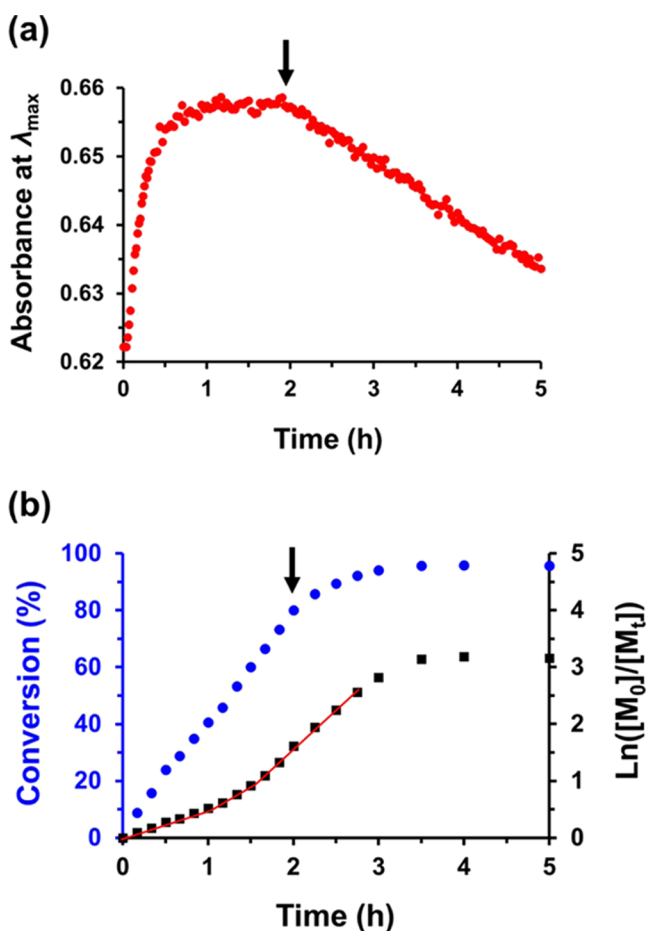 (a)
Absorbance at λmax
0.66
0.65
0.64
0.63
0.62
0 1 2 3 4 5
Time (h)
(b)
Conversion (%)
100
80
60
40
20
0
5
4
3
2
1
0
Ln([M0]/[Mt])
0 1 2 3 4 5
Time (h)